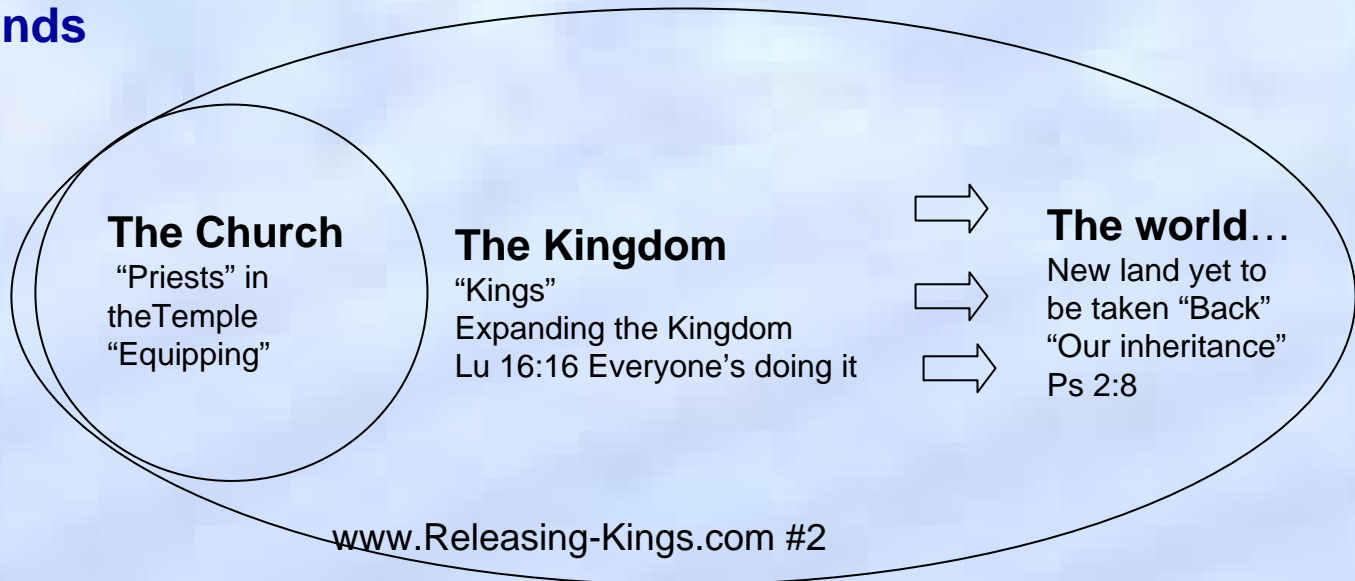 nds
The Church
“Priests” in
theTemple
“Equipping”
The Kingdom
“Kings”
Expanding the Kingdom
Lu 16:16 Everyone’s doing it
The world…
New land yet to
be taken “Back”
“Our inheritance”
Ps 2:8
www.Releasing-Kings.com #2